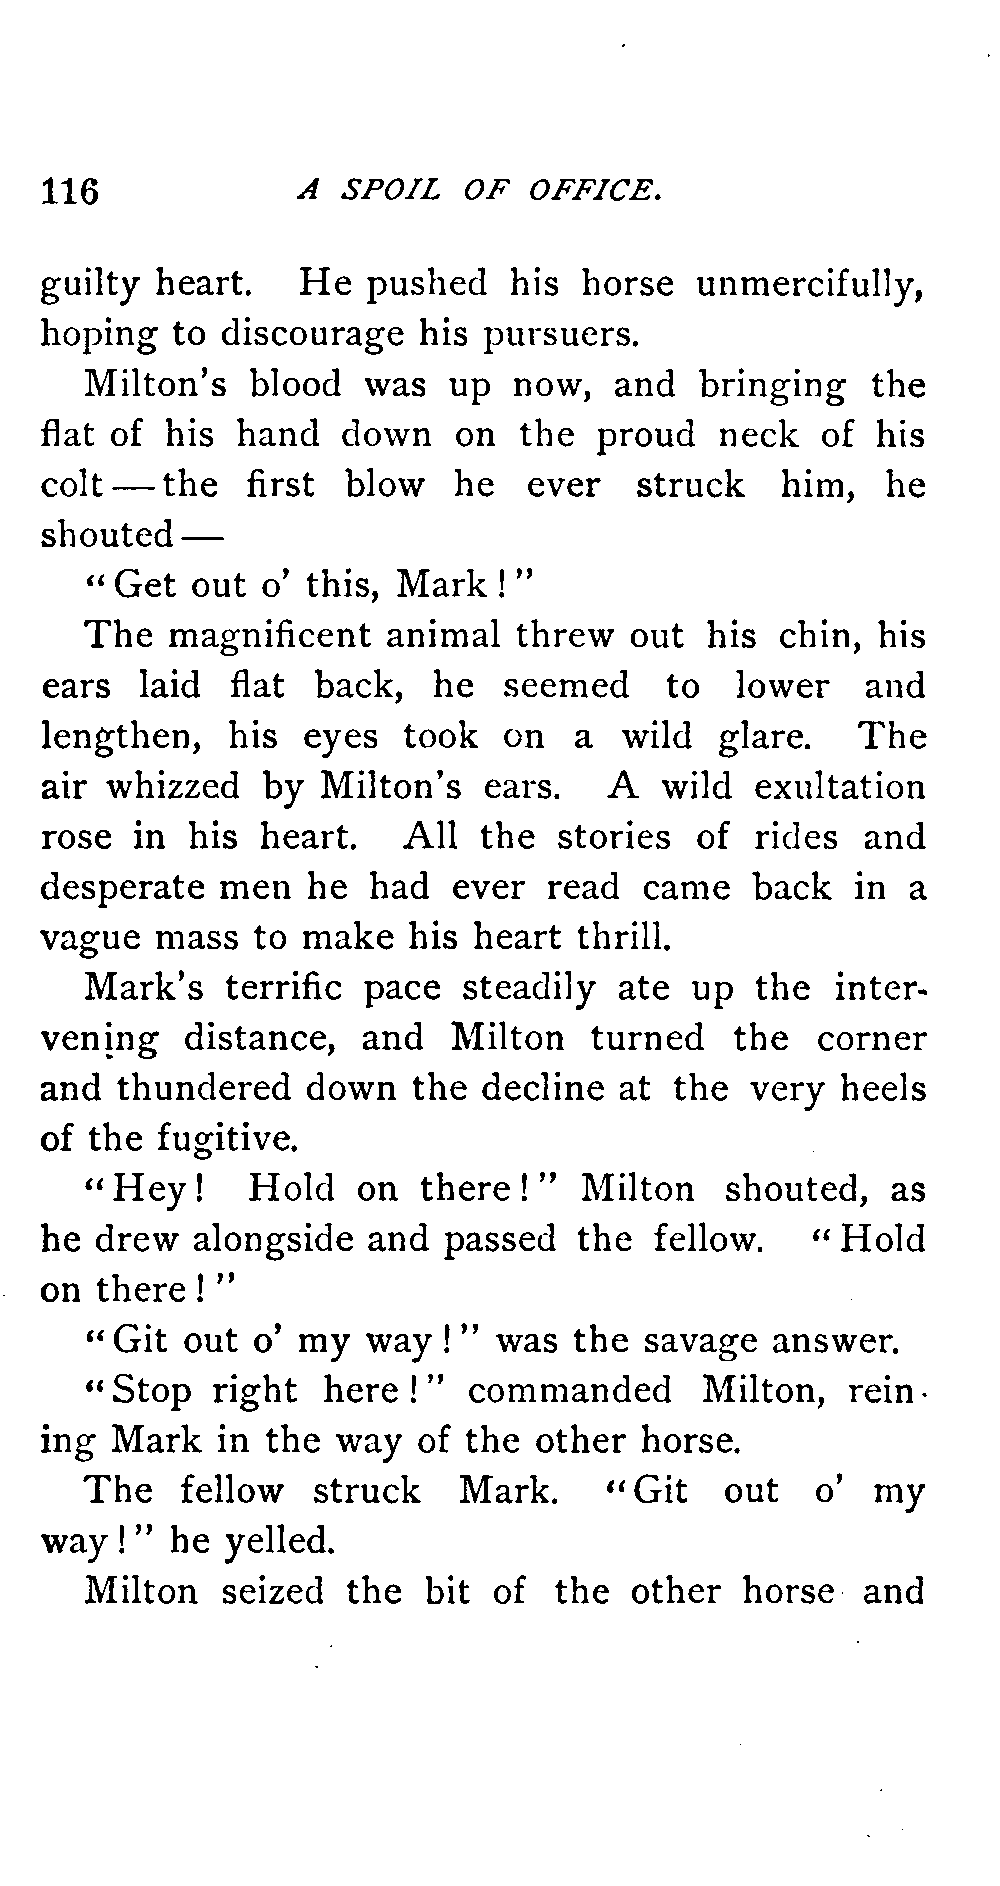 116 A SPOIL OF OFFICE.
guilty heart. He pushed his horse unmercifully,
hoping to discourage his pursuers.
Milton's blood was up now, and bringing the
flat of his hand down on the proud neck of his
colt — the first blow he ever struck him, he
shouted —
"Get out o' this, Mark!"
The magnificent animal threw out his chin, his
ears laid flat back, he seemed to lower and
lengthen, his eyes took on a wild glare. The
air whizzed by Milton's ears. A wild exultation
rose in his heart. All the stories of rides and
desperate men he had ever read came back in a
vague mass to make his heart thrill.
Mark's terrific pace steadily ate up the inter-
vening distance, and Milton turned the corner
and thundered down the decline at the very heels
of the fugitive.
"Hey! Hold on there!" Milton shouted, as
he drew alongside and passed the fellow. "Hold
on there!"
"Git out o' my way!" was the savage answer.
"Stop right here!" commanded Milton, rein-
ing Mark in the way of the other horse.
The fellow struck Mark. "Git out o' my
way!" he yelled.
Milton seized the bit of the other horse and